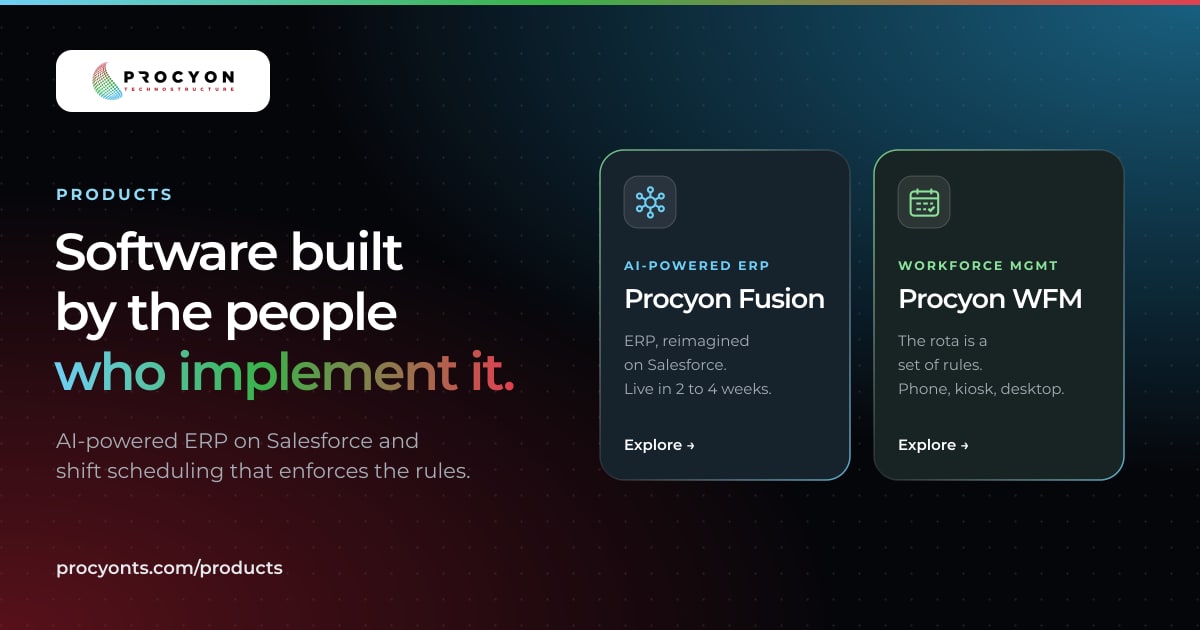 PROCYON
TECHNOSTRUCTURE
PRODUCTS
Software built
by the people
who implement it.
AI-powered ERP on Salesforce and
shift scheduling that enforces the rules.
procyonts.com/products
AI-POWERED ERP
Procyon Fusion
ERP, reimagined
on Salesforce.
Live in 2 to 4 weeks.
Explore →
WORKFORCE MGMT
Procyon WFM
The rota is a
set of rules.
Phone, kiosk, desktop.
Explore →